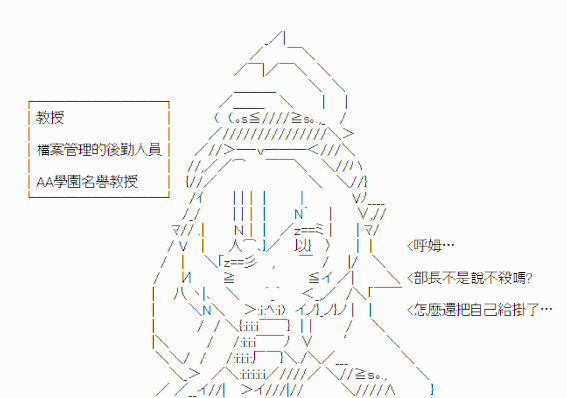 教授
檔案管理的後勤人員
AA學園名譽教授
<呼姆…
<部長不是說不殺嗎?
<怎麼還把自己給掛了…